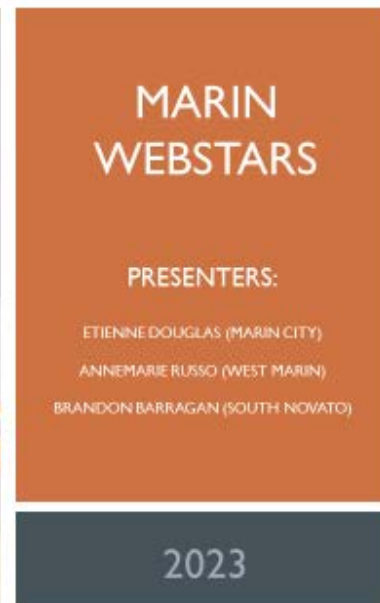 MARIN
WEBSTARS
PRESENTERS:
ETIENNE DOUGLAS (MARIN CITY)
ANNEMARIE RUSSO (WEST MARIN)
BRANDON BARRAGAN (SOUTH NOVATO)
2023